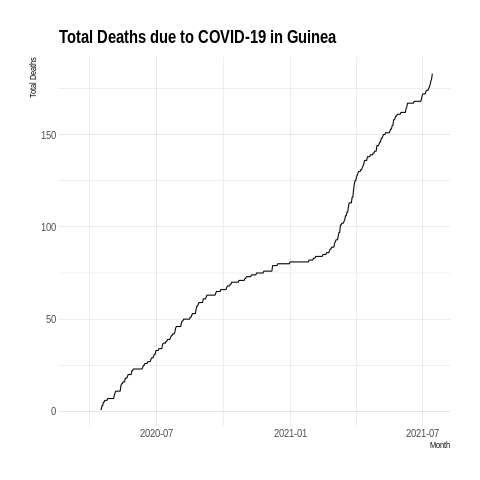 Total Deaths due to COVID-19 in Guinea
Total Deaths
150
100
50
0
2020-07
2021-01
2021-07
Month